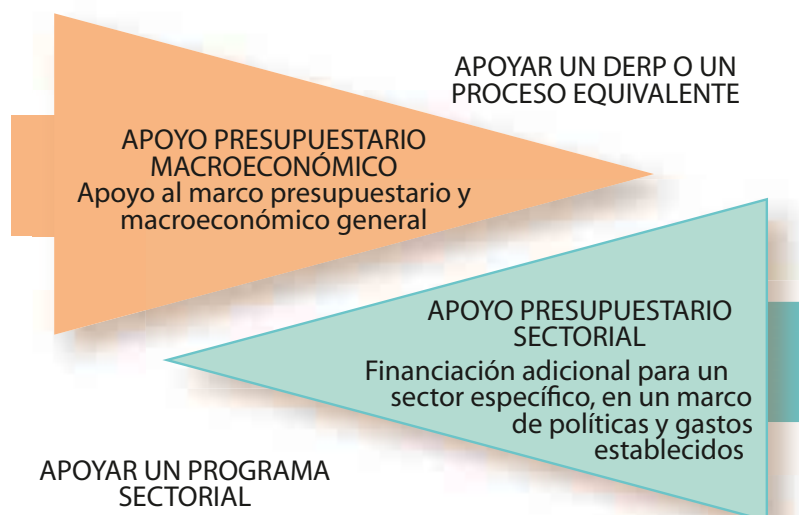 APOYAR UN DERP O UN
PROCESO EQUIVALENTE
APOYO PRESUPUESTARIO
MACROECONÓMICO
Apoyo al marco presupuestario y
macroeconómico general
APOYO PRESUPUESTARIO
SECTORIAL
Financiación adicional para un
sector específico, en un marco
de políticas y gastos
establecidos
APOYAR UN PROGRAMA
SECTORIAL